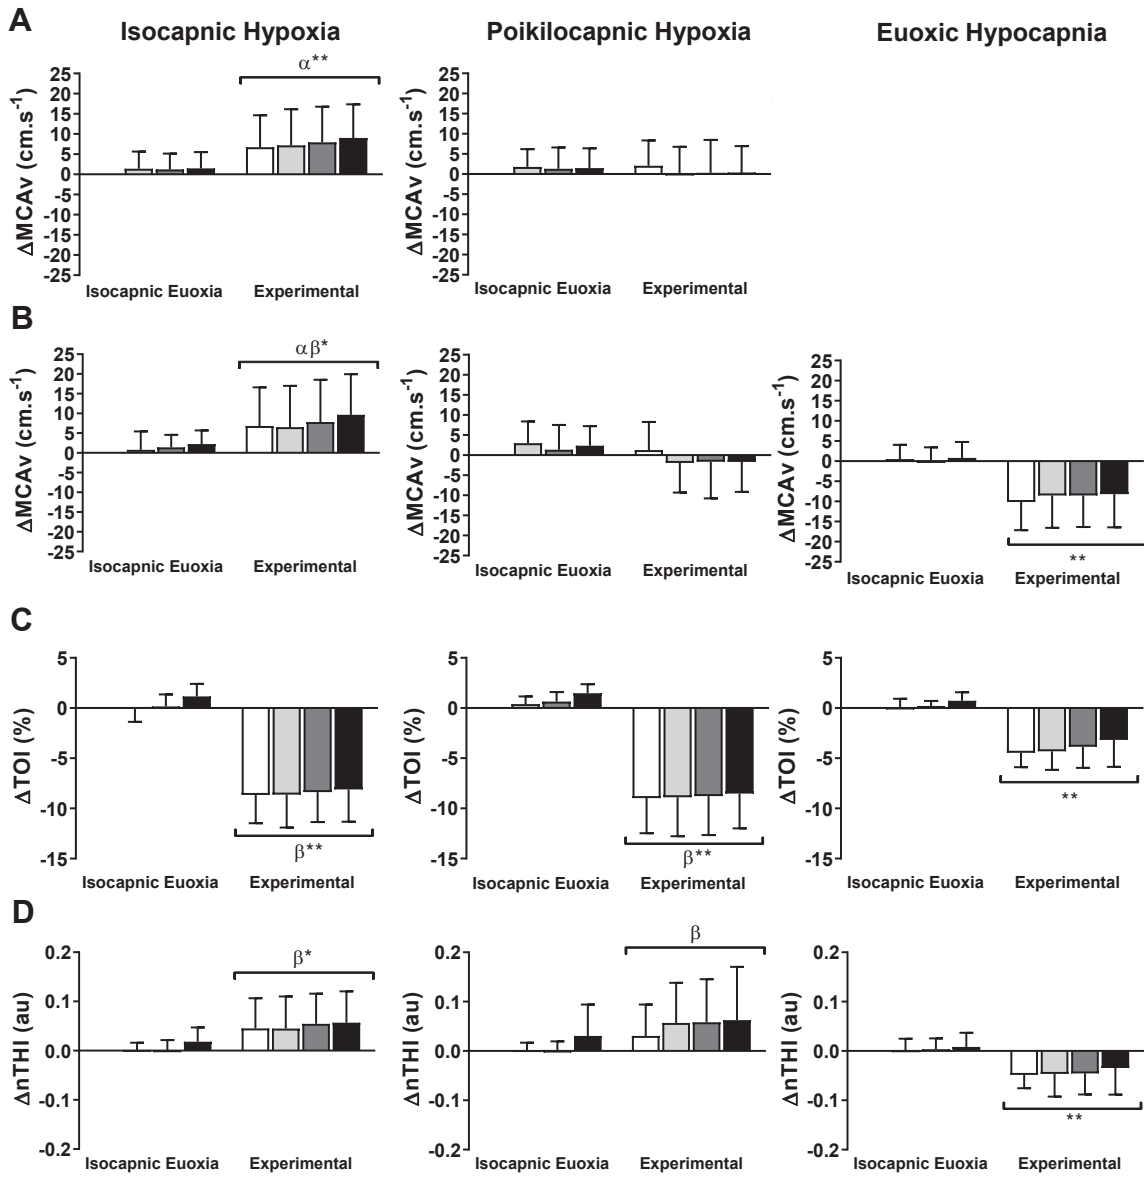 A
Isocapnic Hypoxia
Poikilocapnic Hypoxia
Euoxic Hypocapnia
α**
ΔMCAv (cm.s-1)
25
20
15
10
5
0
-5
-10
-15
-20
-25
Isocapnic Euoxia
Experimental
ΔMCAv (cm.s-1)
25
20
15
10
5
0
-5
-10
-15
-20
-25
Isocapnic Euoxia
Experimental
B
αβ*
ΔMCAv (cm.s-1)
25
20
15
10
5
0
-5
-10
-15
-20
-25
Isocapnic Euoxia
Experimental
ΔMCAv (cm.s-1)
25
20
15
10
5
0
-5
-10
-15
-20
-25
Isocapnic Euoxia
Experimental
ΔMCAv (cm.s-1)
25
20
15
10
5
0
-5
-10
-15
-20
-25
**
Isocapnic Euoxia
Experimental
C
ΔTOI (%)
5
0
-5
-10
-15
β**
Isocapnic Euoxia
Experimental
ΔTOI (%)
5
0
-5
-10
-15
β**
Isocapnic Euoxia
Experimental
ΔTOI (%)
5
0
-5
-10
-15
**
Isocapnic Euoxia
Experimental
D
β*
ΔnTHI (au)
0.2
0.1
0.0
-0.1
-0.2
Isocapnic Euoxia
Experimental
β
ΔnTHI (au)
0.2
0.1
0.0
-0.1
-0.2
Isocapnic Euoxia
Experimental
ΔnTHI (au)
0.2
0.1
0.0
-0.1
-0.2
**
Isocapnic Euoxia
Experimental